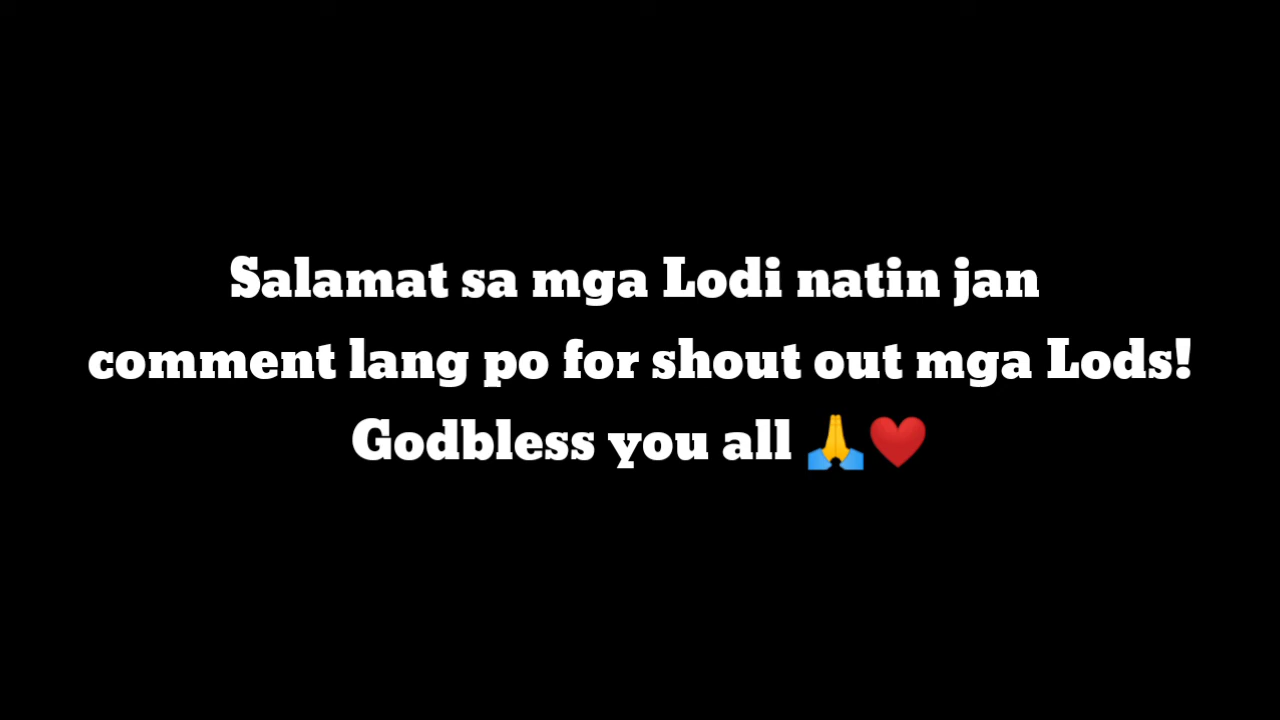 Salamat sa mga Lodi natin jan
comment lang po for shout out mga Lods!
Godbless you all 🙏❤️